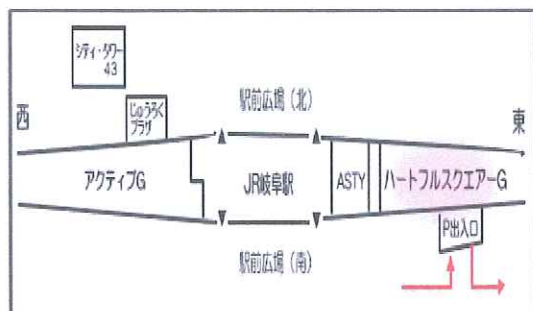 シティ・タワー
43
じゅうろく
プラザ
駅前広場（北）
西
東
アクティブG
JR岐阜駅
ASTY
ハートフルスクエアーG
P出入口
駅前広場（南）